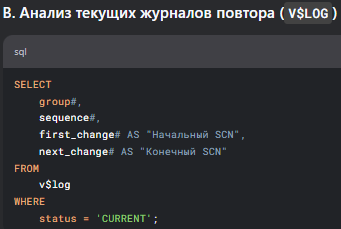 В. Анализ текущих журналов повтора ( V$LOG )
sql
SELECT
group#,
sequence#,
first_change# AS "Начальный SCN",
next_change# AS "Конечный SCN"
FROM
v$log
WHERE
status = 'CURRENT';